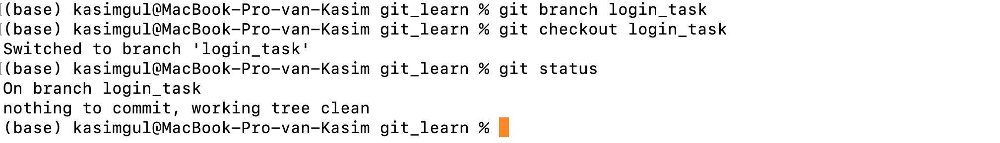 (base) kasimgul@MacBook-Pro-van-Kasim git_learn % git branch login_task
(base) kasimgul@MacBook-Pro-van-Kasim git_learn % git checkout login_task
Switched to branch 'login_task'
(base) kasimgul@MacBook-Pro-van-Kasim git_learn % git status
On branch login_task
nothing to commit, working tree clean
(base) kasimgul@MacBook-Pro-van-Kasim git_learn %